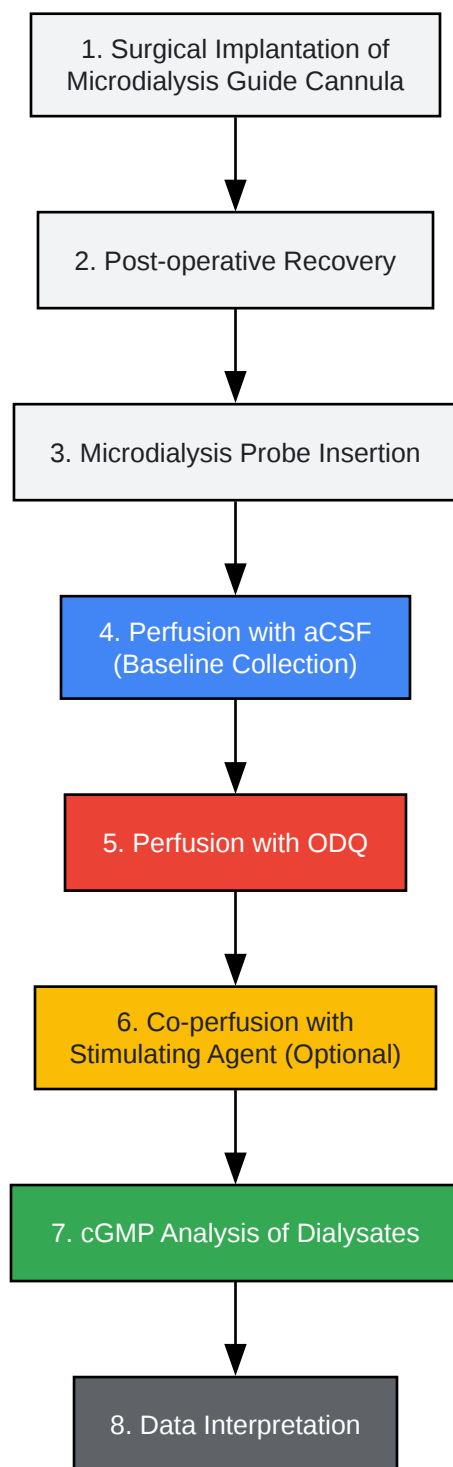 1. Surgical Implantation of
Microdialysis Guide Cannula
2. Post-operative Recovery
3. Microdialysis Probe Insertion
4. Perfusion with aCSF
(Baseline Collection)
5. Perfusion with ODQ
6. Co-perfusion with
Stimulating Agent (Optional)
7. cGMP Analysis of Dialysates
8. Data Interpretation